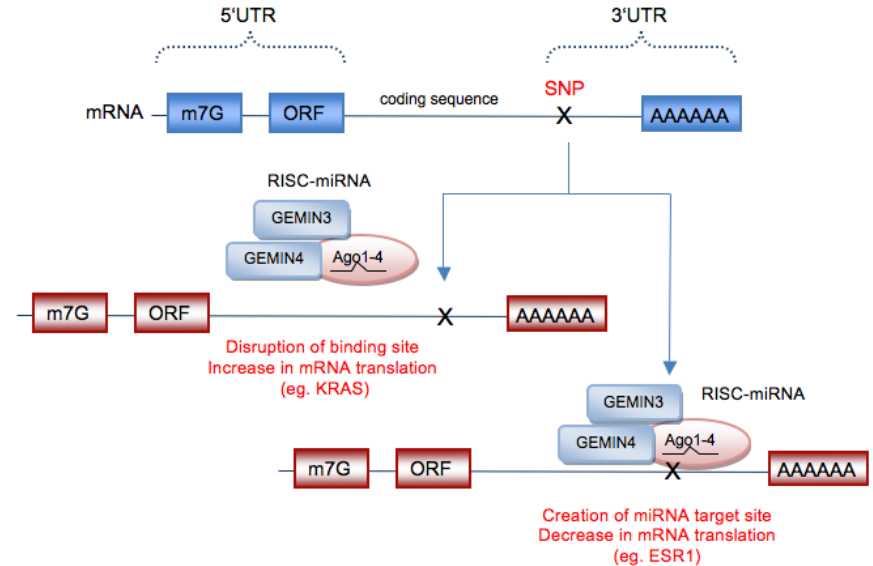 5'UTR
3'UTR
SNP
mRNA
m7G
ORF
coding sequence
X
AAAAAA
RISC-miRNA
GEMIN3
GEMIN4
Ago1-4
m7G
ORF
X
AAAAAA
Disruption of binding site
Increase in mRNA translation
(eg. KRAS)
GEMIN3
RISC-miRNA
GEMIN4
Ago1-4
m7G
ORF
X
AAAAAA
Creation of miRNA target site
Decrease in mRNA translation
(eg. ESR1)